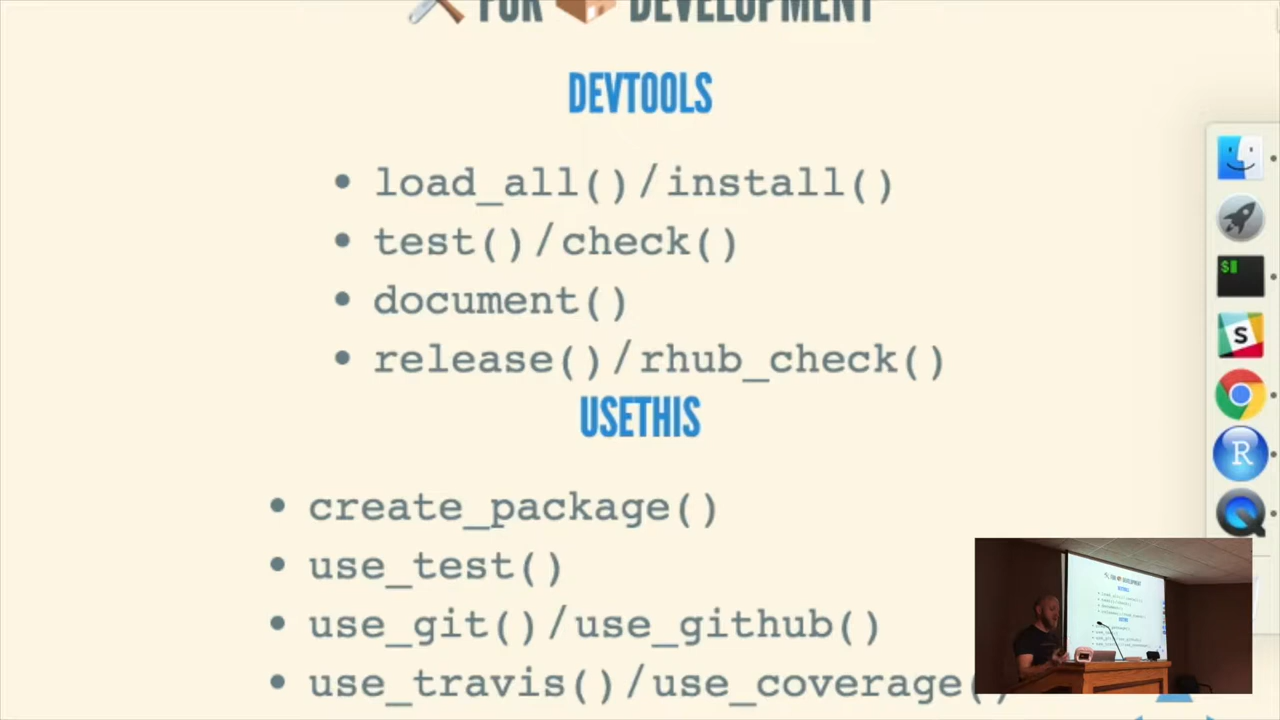 FOR DEVELOPMENT
DEVTOOLS
• load_all()/install()
• test()/check()
• document()
• release()/rhub_check()
USETHIS
• create_package()
• use_test()
• use_git()/use_github()
• use_travis()/use_coverage()
$
S
R